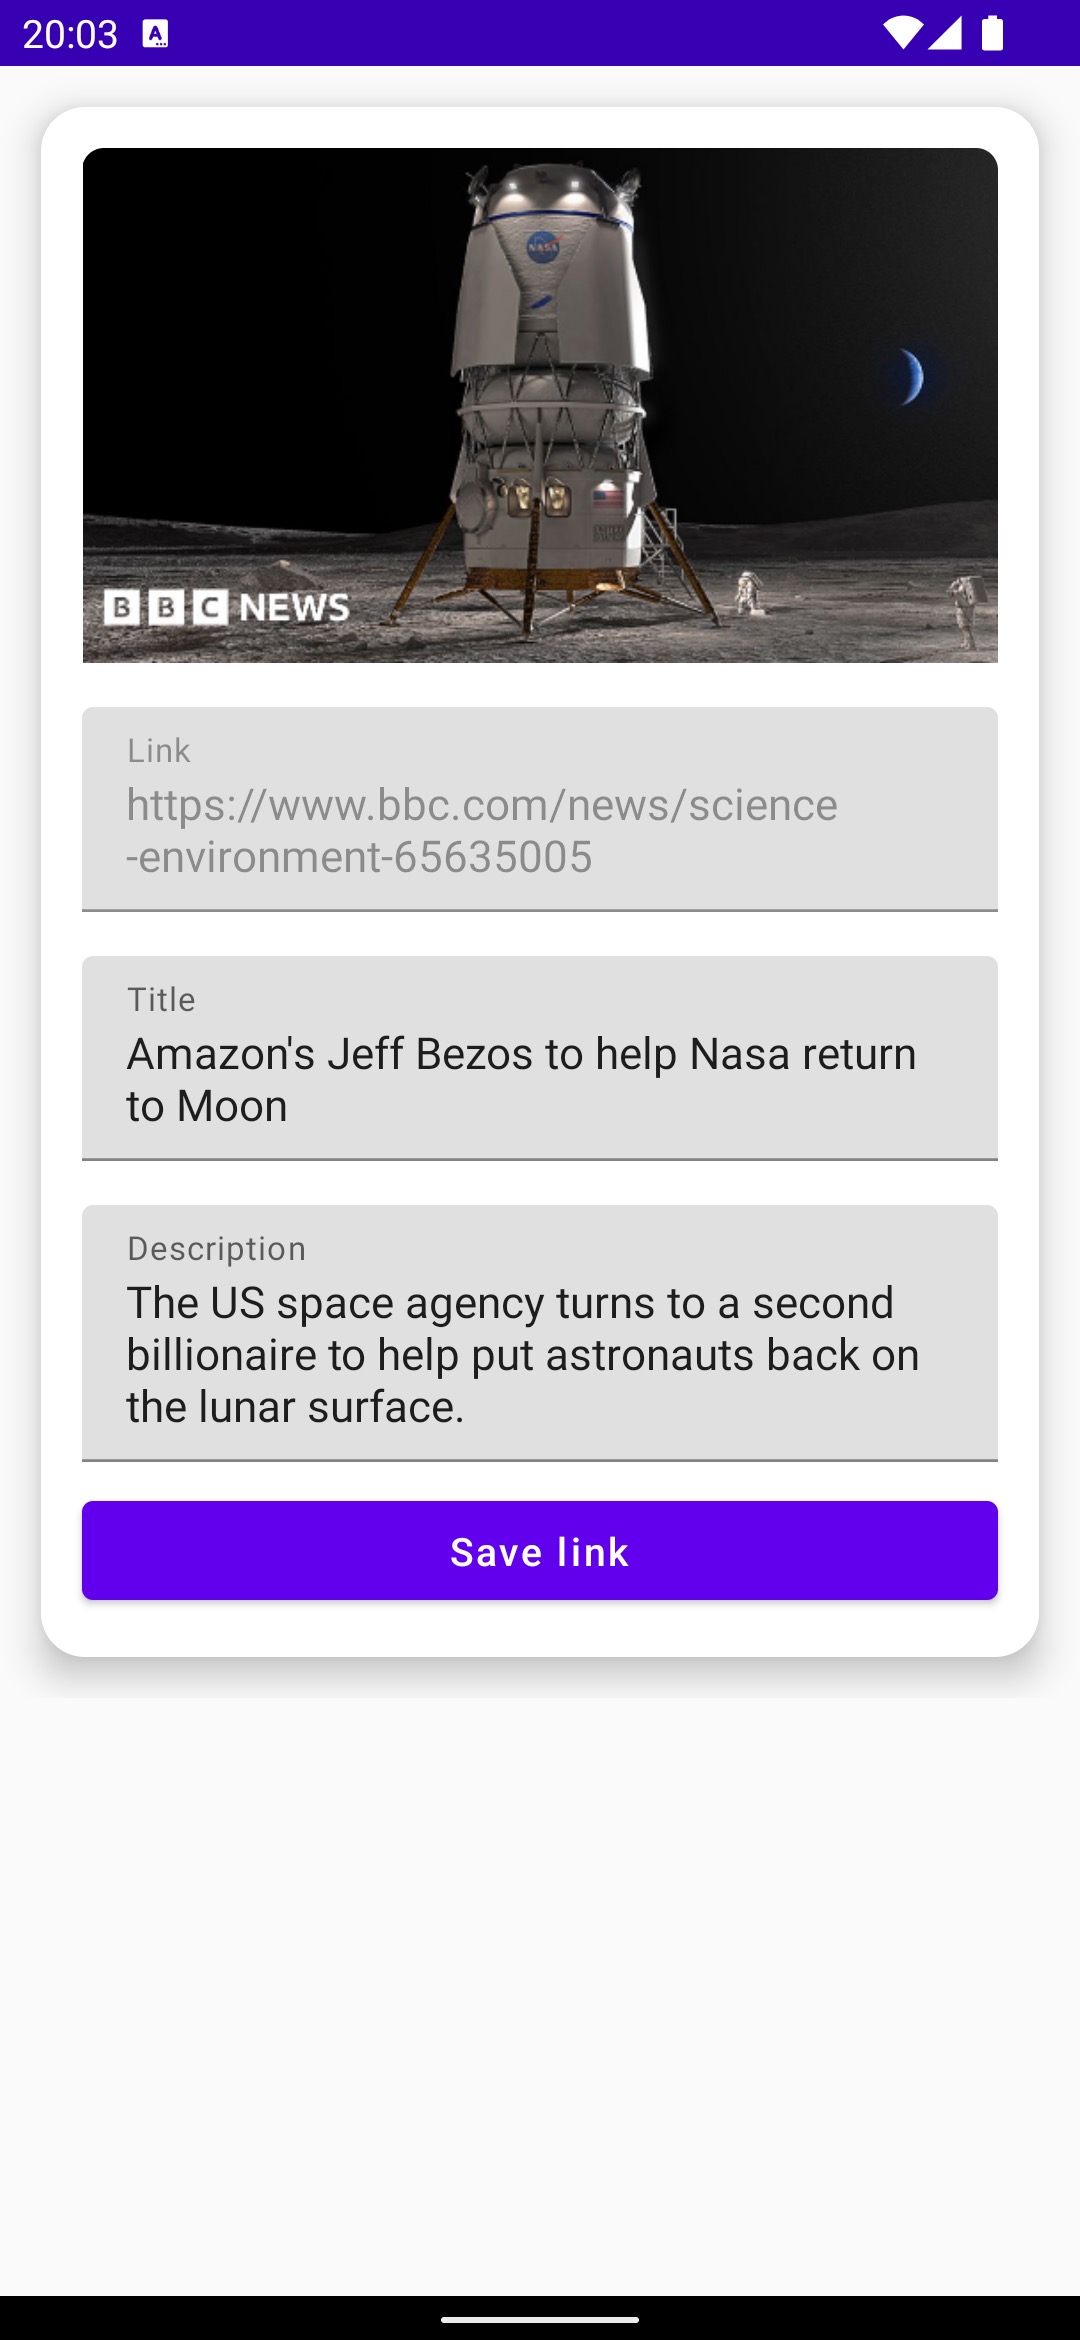 20:03
NASA
BBC NEWS
Link
https://www.bbc.com/news/science
-environment-65635005
Title
Amazon's Jeff Bezos to help Nasa return
to Moon
Description
The US space agency turns to a second
billionaire to help put astronauts back on
the lunar surface.
Save link